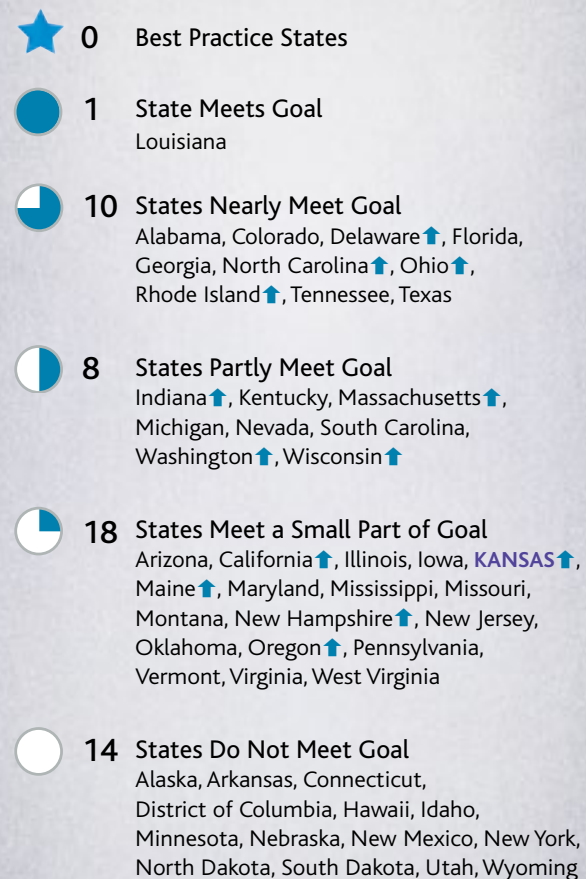 0 Best Practice States
1 State Meets Goal
Louisiana
10 States Nearly Meet Goal
Alabama, Colorado, Delaware⬆, Florida,
Georgia, North Carolina⬆, Ohio⬆,
Rhode Island⬆, Tennessee, Texas
8 States Partly Meet Goal
Indiana⬆, Kentucky, Massachusetts⬆,
Michigan, Nevada, South Carolina,
Washington⬆, Wisconsin⬆
18 States Meet a Small Part of Goal
Arizona, California⬆, Illinois, Iowa, KANSAS⬆,
Maine⬆, Maryland, Mississippi, Missouri,
Montana, New Hampshire⬆, New Jersey,
Oklahoma, Oregon⬆, Pennsylvania,
Vermont, Virginia, West Virginia
14 States Do Not Meet Goal
Alaska, Arkansas, Connecticut,
District of Columbia, Hawaii, Idaho,
Minnesota, Nebraska, New Mexico, New York,
North Dakota, South Dakota, Utah, Wyoming